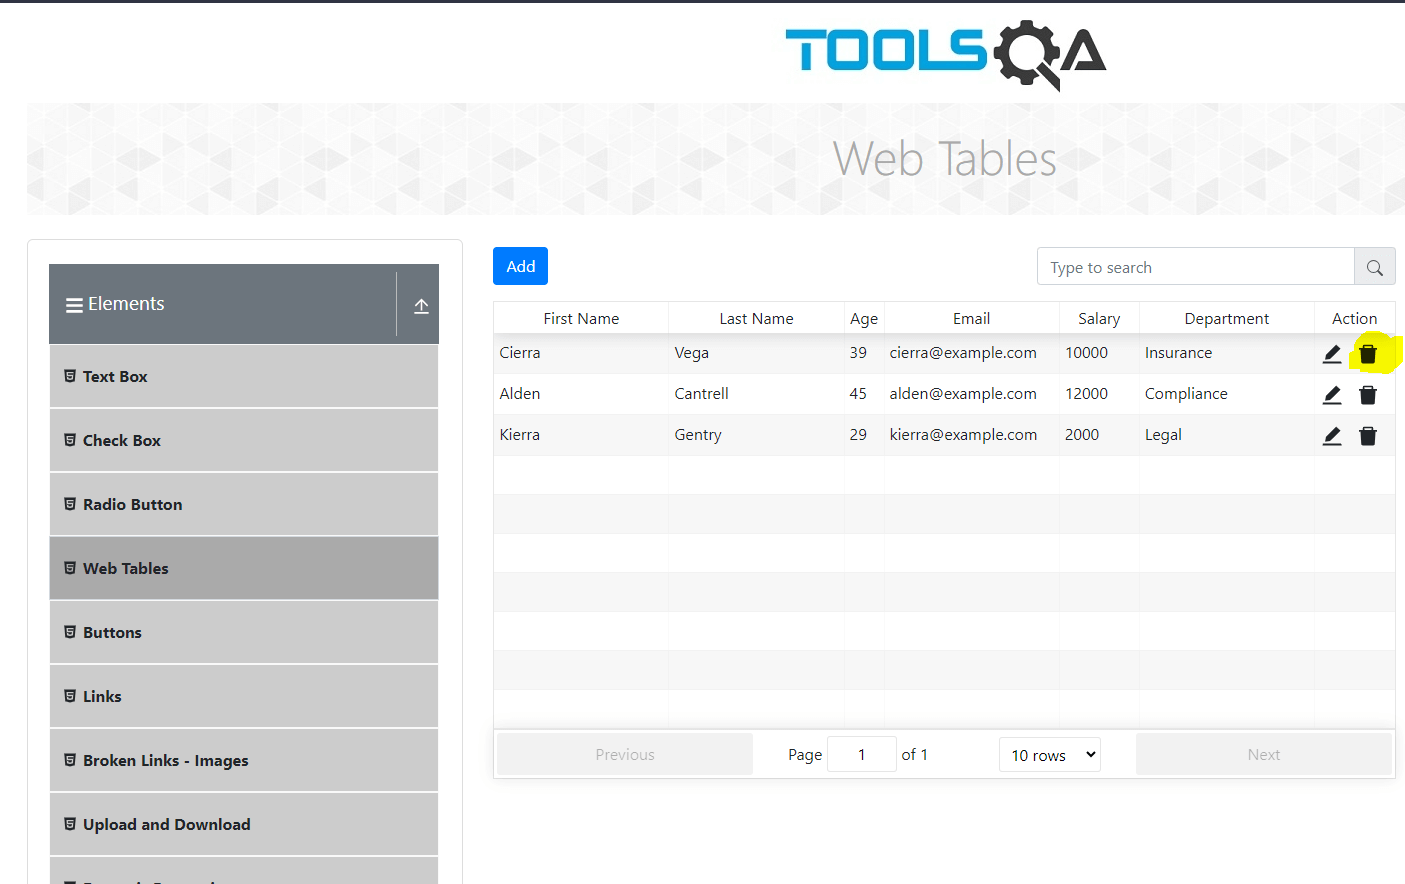 TOOLSQA
Web Tables
Elements
Text Box
Check Box
Radio Button
Web Tables
Buttons
Links
Broken Links - Images
Upload and Download
Add
Type to search
First Name Last Name Age Email Salary Department Action
Cierra Vega 39 cierra@example.com 10000 Insurance
Alden Cantrell 45 alden@example.com 12000 Compliance
Kierra Gentry 29 kierra@example.com 2000 Legal
Previous Page 1 of 1 10 rows Next